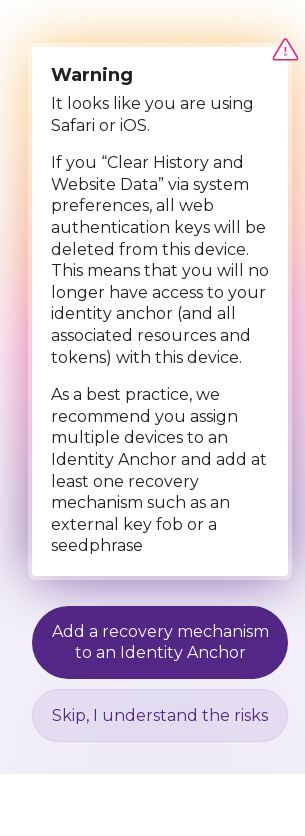 Warning
It looks like you are using
Safari or iOS.
If you “Clear History and
Website Data” via system
preferences, all web
authentication keys will be
deleted from this device.
This means that you will no
longer have access to your
identity anchor (and all
associated resources and
tokens) with this device.
As a best practice, we
recommend you assign
multiple devices to an
Identity Anchor and add at
least one recovery
mechanism such as an
external key fob or a
seedphrase
Add a recovery mechanism
to an Identity Anchor
Skip, I understand the risks